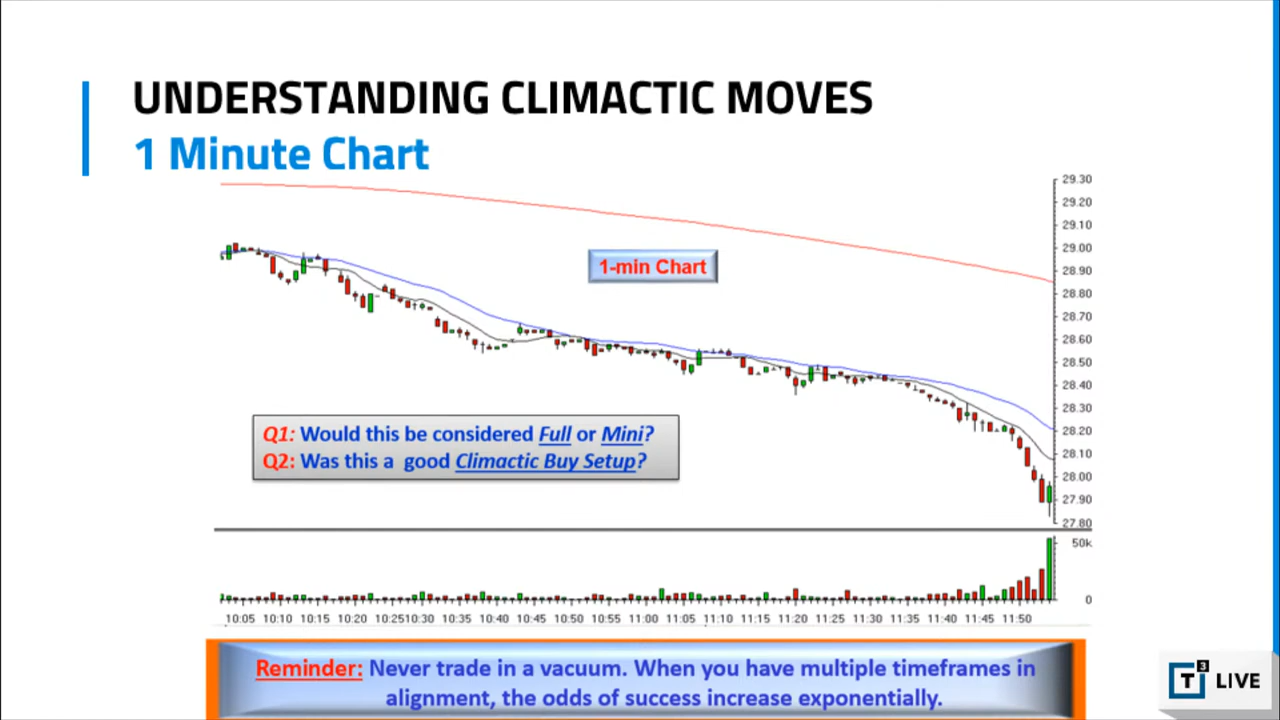 UNDERSTANDING CLIMACTIC MOVES
1 Minute Chart
29.30
29.20
29.10
29.00
28.90
28.80
28.70
28.60
28.50
28.40
28.30
28.20
28.10
28.00
27.90
27.80
1-min Chart
Q1: Would this be considered Full or Mini?
Q2: Was this a good Climactic Buy Setup?
50k
0
10:05 10:10 10:15 10:20 10:25 10:30 10:35 10:40 10:45 10:50 10:55 11:00 11:05 11:10 11:15 11:20 11:25 11:30 11:35 11:40 11:45 11:50
Reminder: Never trade in a vacuum. When you have multiple timeframes in
alignment, the odds of success increase exponentially.
T3 LIVE